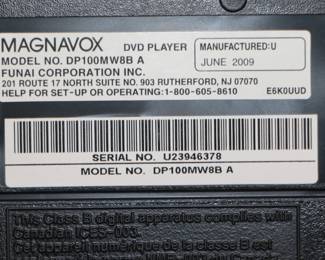 MAGNAVOX DVD PLAYER MANUFACTURED:U
MODEL NO. DP100MW8B A JUNE 2009
FUNAI CORPORATION INC.
201 ROUTE 17 NORTH SUITE NO. 903 RUTHERFORD, NJ 07070
HELP FOR SET-UP OR OPERATING:1-800-605-8610 E6K0UUD
SERIAL NO. U23946378
MODEL NO. DP100MW8B A
This Class B digital apparatus complies with
Canadian ICES-003.
Cet appareil numérique de la classe B est